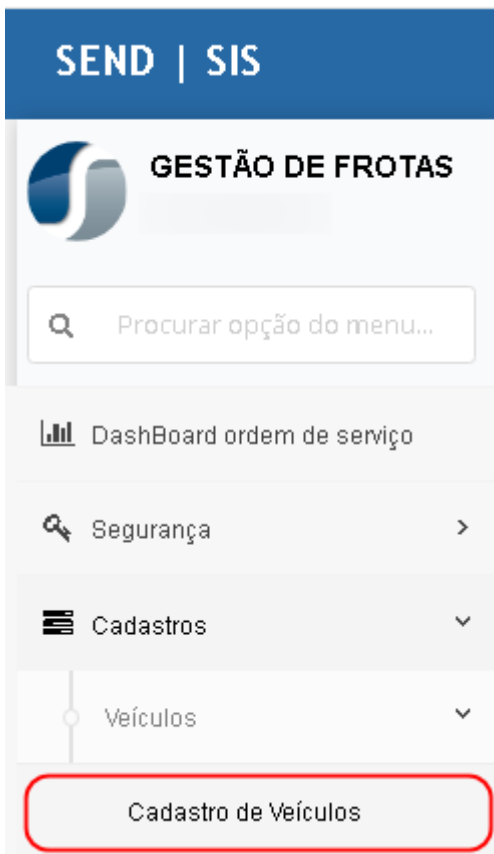 SEND | SIS
GESTÃO DE FROTAS
Procurar opção do menu...
DashBoard ordem de serviço
Segurança
Cadastros
Veículos
Cadastro de Veículos